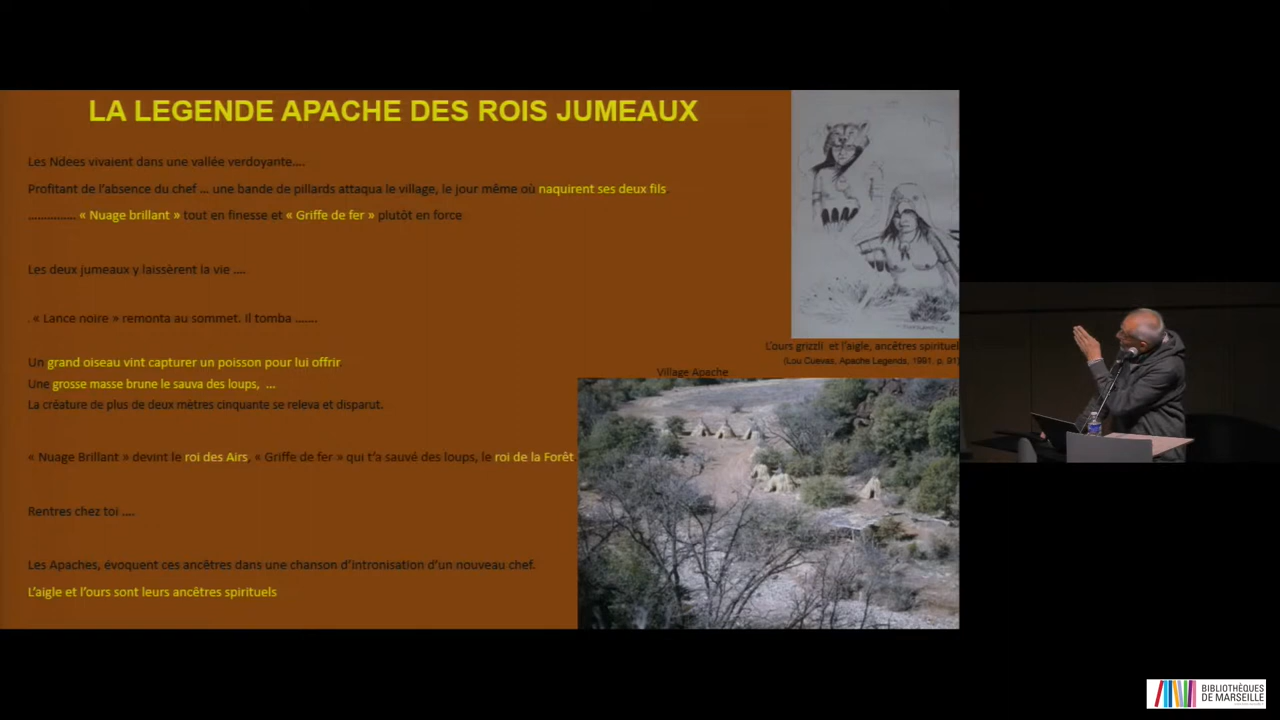 LA LEGENDE APACHE DES ROIS JUMEAUX
Les Ndees vivaient dans une vallée verdoyante....
Profitant de l'absence du chef ... une bande de pillards attaqua le village, le jour même où naquirent ses deux fils
............... « Nuage brillant » tout en finesse et « Griffe de fer » plutôt en force
Les deux jumeaux y laissèrent la vie ....
. « Lance noire » remonta au sommet. Il tomba .......
Un grand oiseau vint capturer un poisson pour lui offrir.
Une grosse masse brune le sauva des loups, ...
La créature de plus de deux mètres cinquante se releva et disparut.
« Nuage Brillant » devint le roi des Airs, « Griffe de fer » qui t'a sauvé des loups, le roi de la Forêt.
Rentres chez toi ....
Les Apaches, évoquent ces ancêtres dans une chanson d'intronisation d'un nouveau chef.
L'aigle et l'ours sont leurs ancêtres spirituels
L'ours grizzli et l'aigle, ancêtres spirituel
(Lou Cuevas, Apache Legends, 1991, p. 91)
Village Apache
BIBLIOTHÈQUES
DE MARSEILLE